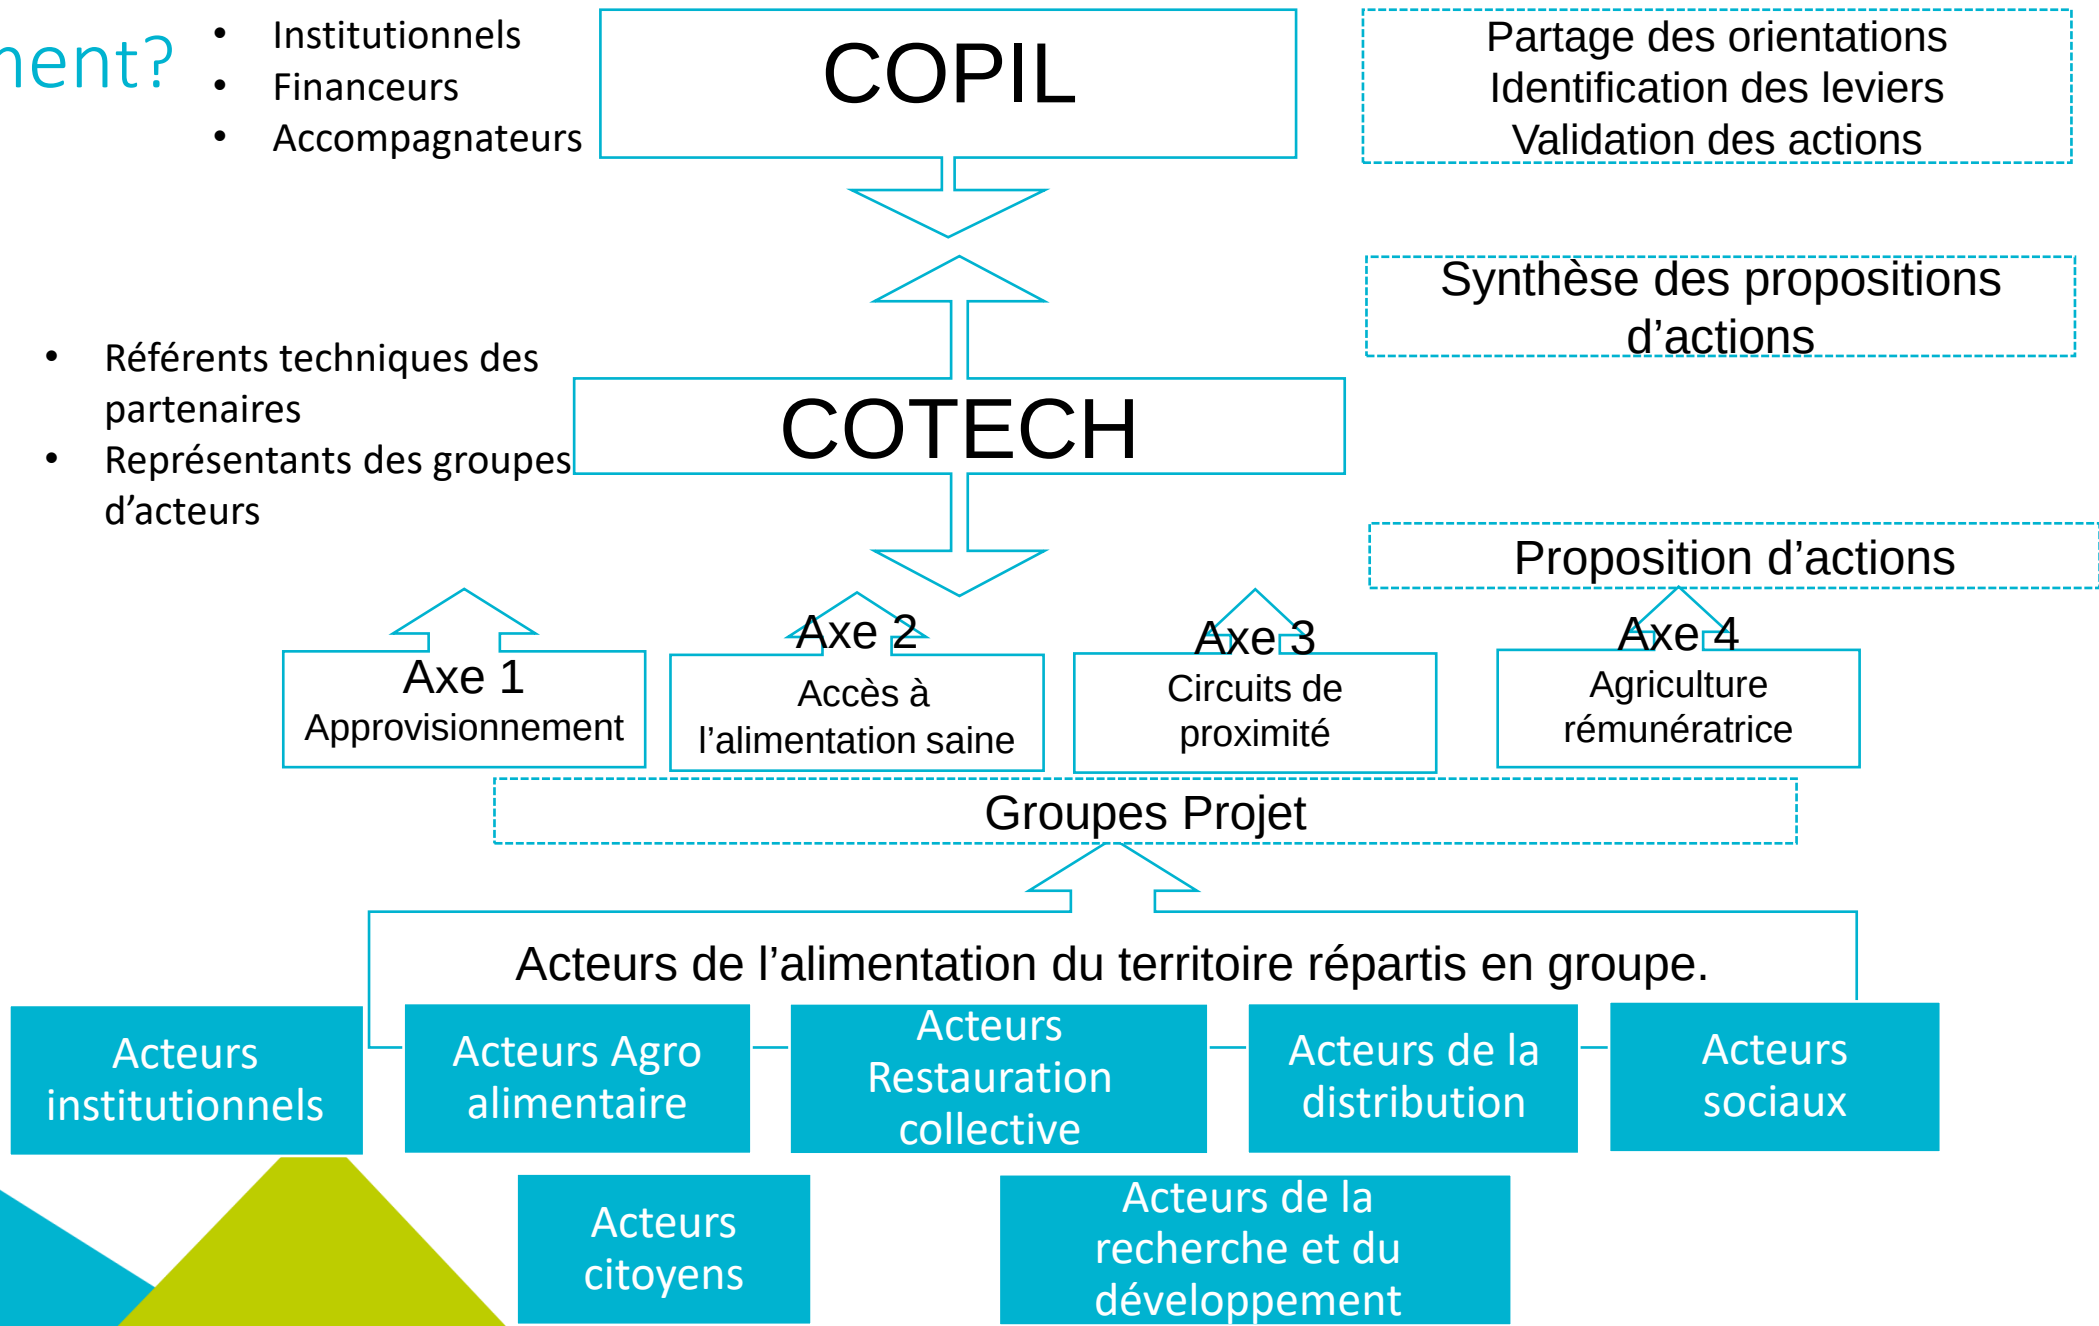 ment?
• Institutionnels
• Financeurs
• Accompagnateurs
COPIL
Partage des orientations
Identification des leviers
Validation des actions
Synthèse des propositions
d’actions
• Référents techniques des
partenaires
• Représentants des groupes
d’acteurs
COTECH
Proposition d’actions
Axe 1
Approvisionnement
Axe 2
Accès à
l’alimentation saine
Axe 3
Circuits de
proximité
Axe 4
Agriculture
rémunératrice
Groupes Projet
Acteurs de l’alimentation du territoire répartis en groupe.
Acteurs
institutionnels
Acteurs Agro
alimentaire
Acteurs
Restauration
collective
Acteurs de la
distribution
Acteurs
sociaux
Acteurs
citoyens
Acteurs de la
recherche et du
développement